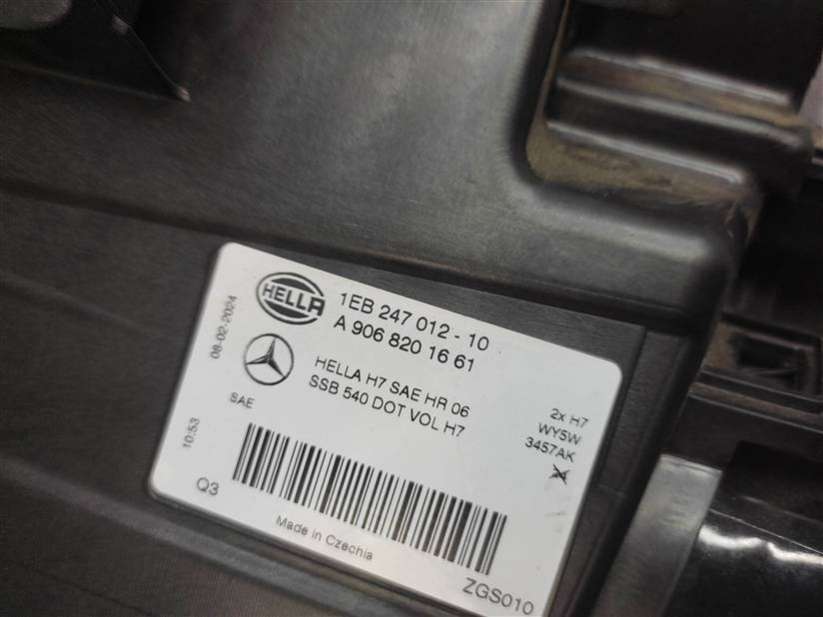 HELLA
1EB 247 012 - 10
A 906 820 16 61
HELLA H7 SAE HR 06
SSB 540 DOT VOL H7
08-02-2024
10:53
SAE
2x H7
WY5W
3457AK
Q3
Made in Czechia
ZGS010